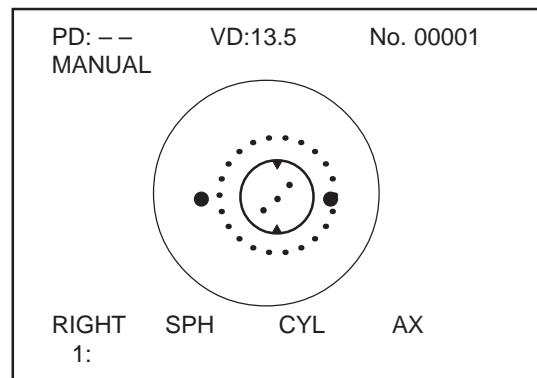 PD: – – VD:13.5 No. 00001
MANUAL
RIGHT SPH CYL AX
1: